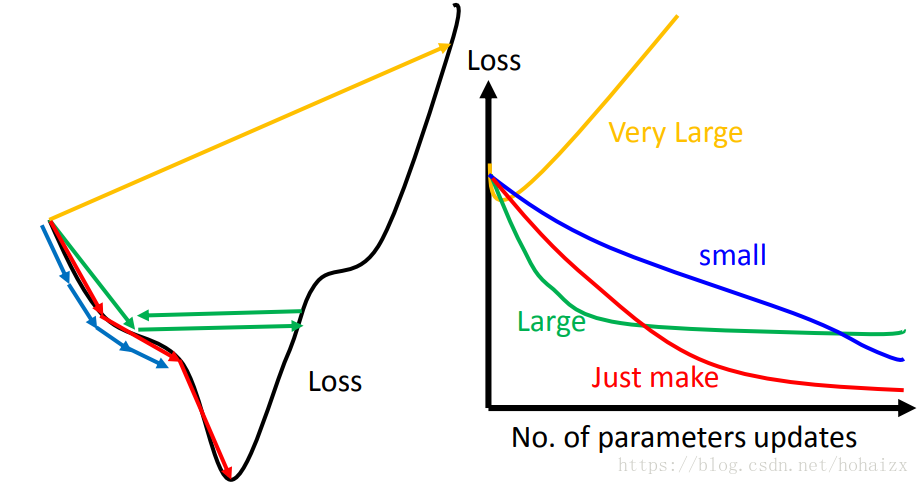 Loss
Very Large
small
Large
Just make
Loss
No. of parameters updates
https://blog.csdn.net/hohaizx